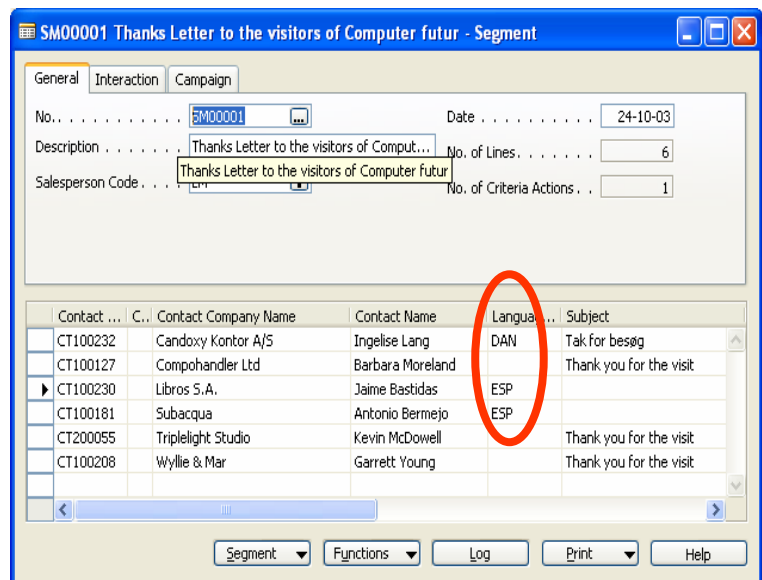 SM00001 Thanks Letter to the visitors of Computer futur - Segment
General Interaction Campaign
No.. . . . . . . . . . . . SM00001 ... Date . . . . . . . . . . 24-10-03
Description . . . . . . . Thanks Letter to the visitors of Comput... No. of Lines. . . . . . . 6
Thanks Letter to the visitors of Computer futur
Salesperson Code. . . . No. of Criteria Actions. . 1
Contact ... C.. Contact Company Name Contact Name Languag... Subject
CT100232 Candoxy Kontor A/S Ingelise Lang DAN Tak for besøg
CT100127 Compohandler Ltd Barbara Moreland Thank you for the visit
CT100230 Libros S.A. Jaime Bastidas ESP
CT100181 Subacqua Antonio Bermejo ESP
CT200055 Triplelight Studio Kevin McDowell Thank you for the visit
CT100208 Wyllie & Mar Garrett Young Thank you for the visit
Segment Functions Log Print Help